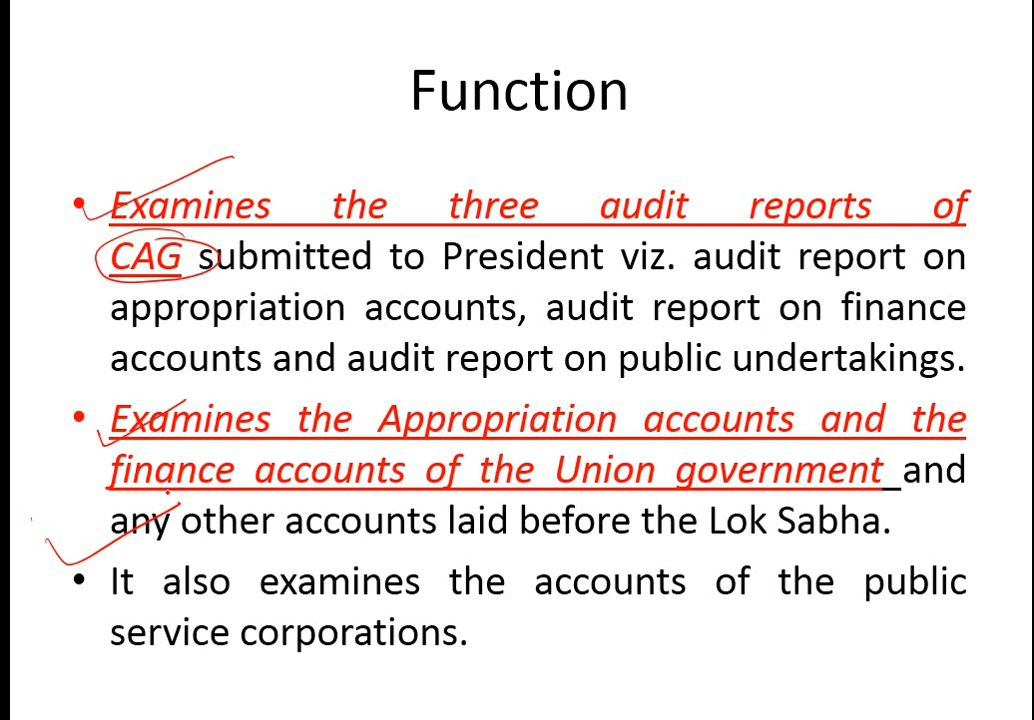 Function
• Examines the three audit reports of
CAG submitted to President viz. audit report on
appropriation accounts, audit report on finance
accounts and audit report on public undertakings.
• Examines the Appropriation accounts and the
finance accounts of the Union government and
any other accounts laid before the Lok Sabha.
• It also examines the accounts of the public
service corporations.